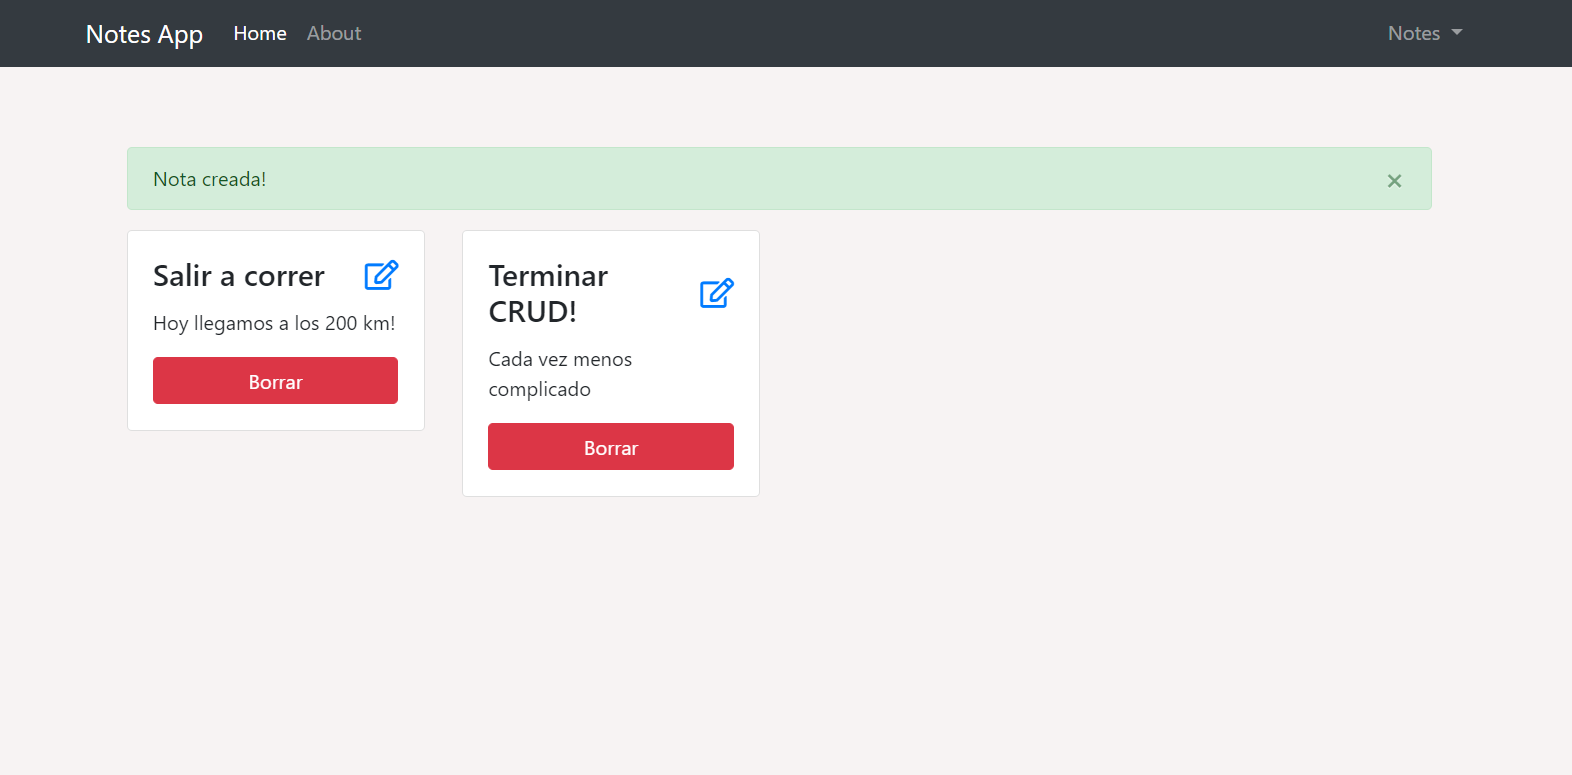 Notes App Home About Notes
Nota creada! ×
Salir a correr
Hoy llegamos a los 200 km!
Borrar
Terminar
CRUD!
Cada vez menos
complicado
Borrar